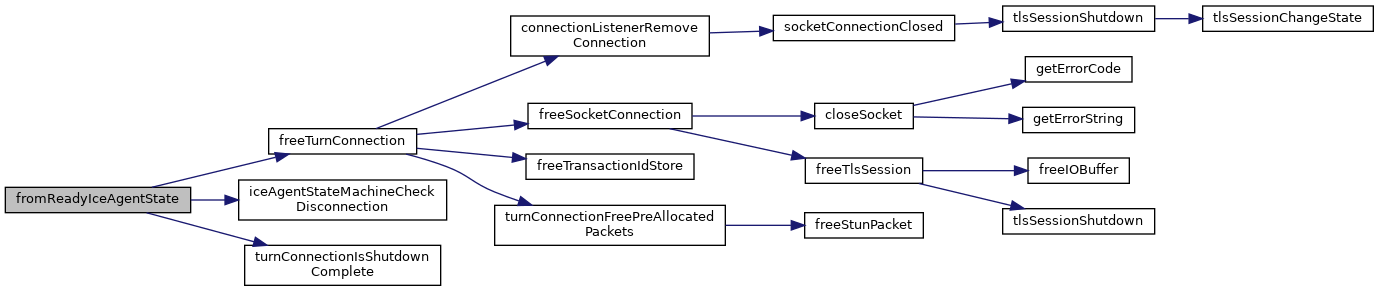 fromReadyIceAgentState
freeTurnConnection
connectionListenerRemove
Connection
socketConnectionClosed
tlsSessionShutdown
tlsSessionChangeState
freeSocketConnection
closeSocket
getErrorCode
getErrorString
freeTlsSession
freeIOBuffer
tlsSessionShutdown
freeTransactionIdStore
turnConnectionFreePreAllocated
Packets
freeStunPacket
iceAgentStateMachineCheck
Disconnection
turnConnectionIsShutdown
Complete